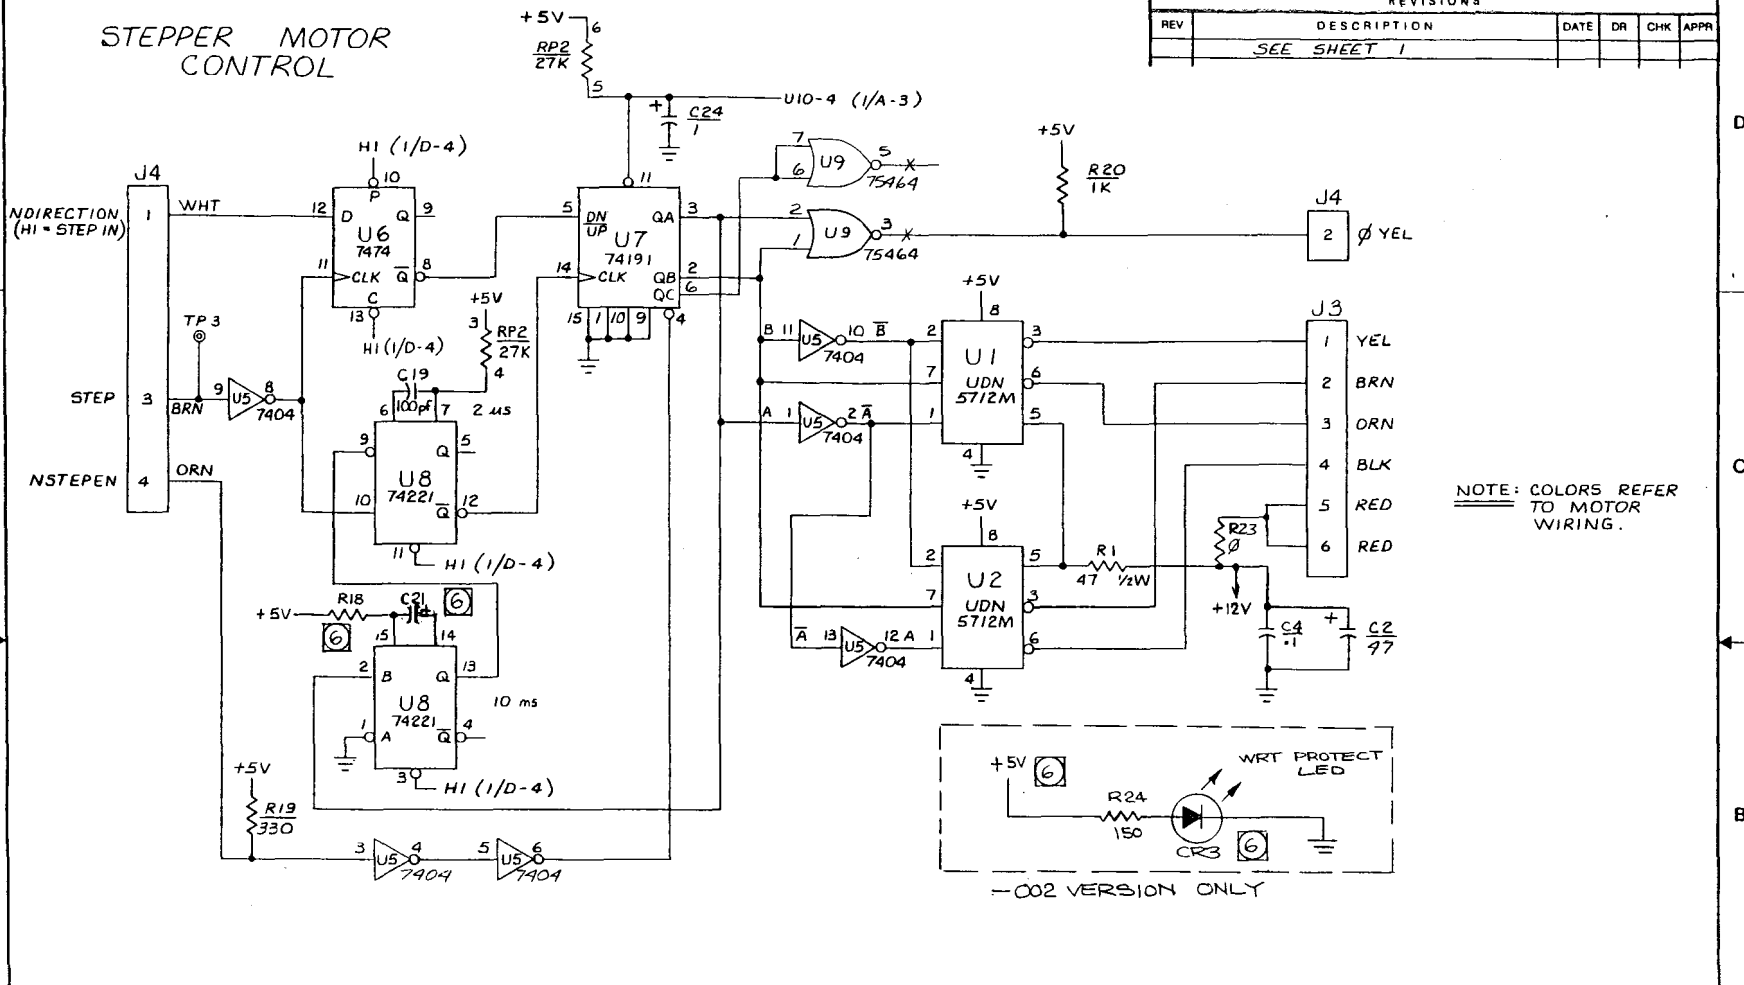 STEPPER MOTOR
CONTROL
REVISIONS
REV DESCRIPTION DATE DR CHK APPR
SEE SHEET 1
+5V
6
RP2
27K
5
+ C24
1
U10-4 (1/A-3)
D
HI (1/D-4)
10
P
J4
NDIRECTION
(HI = STEP IN)
1 WHT
12 D Q 9
U6
7474
11 CLK Q̅ 8
C
13
HI (1/D-4)
11
5 DN
UP
QA 3
U7
74191
14 CLK
QB 2
QC 6
15 1 10 9 4
7
6
U9
5
75464
2
1
U9
3
75464
+5V
R20
1K
J4
2 Ø YEL
TP3
STEP 3 BRN
9 U5 8
7404
NSTEPEN 4 ORN
+5V
3
RP2
27K
4
C19
100pf
6 7 2 µs
9 Q 5
U8
74221
10 Q̅ 12
11
HI (1/D-4)
+5V R18 C21 6
6
15 14
2 B Q 13
U8
74221
10 ms
1 A Q̅ 4
3
HI (1/D-4)
+5V
R19
330
3 U5 4
7404
5 U5 6
7404
B 11 U5 10 B̅
7404
A 1 U5 2 A̅
7404
A̅ 13 U5 12 A
7404
+5V
8
2 3
U1
7 UDN 6
5712M
1 5
4
+5V
8
2 5
U2
7 UDN 3
5712M
1 6
4
R1
47 ½W
R23
Ø
+12V
C4
.1
+ C2
47
J3
1 YEL
2 BRN
3 ORN
4 BLK
5 RED
6 RED
C
NOTE: COLORS REFER
TO MOTOR
WIRING.
+5V 6
WRT PROTECT
LED
R24
150
CR3 6
B
-002 VERSION ONLY